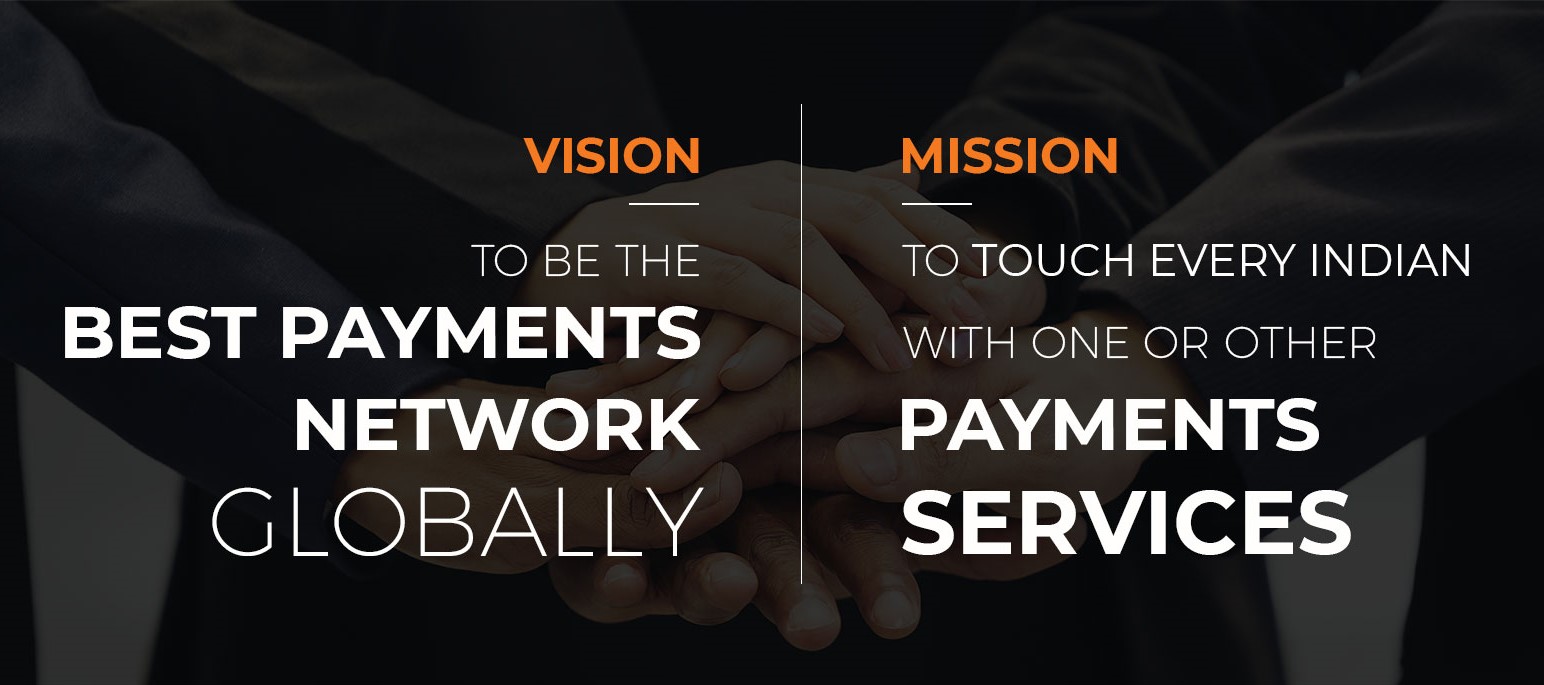 VISION
TO BE THE
BEST PAYMENTS
NETWORK
GLOBALLY
MISSION
TO TOUCH EVERY INDIAN
WITH ONE OR OTHER
PAYMENTS
SERVICES